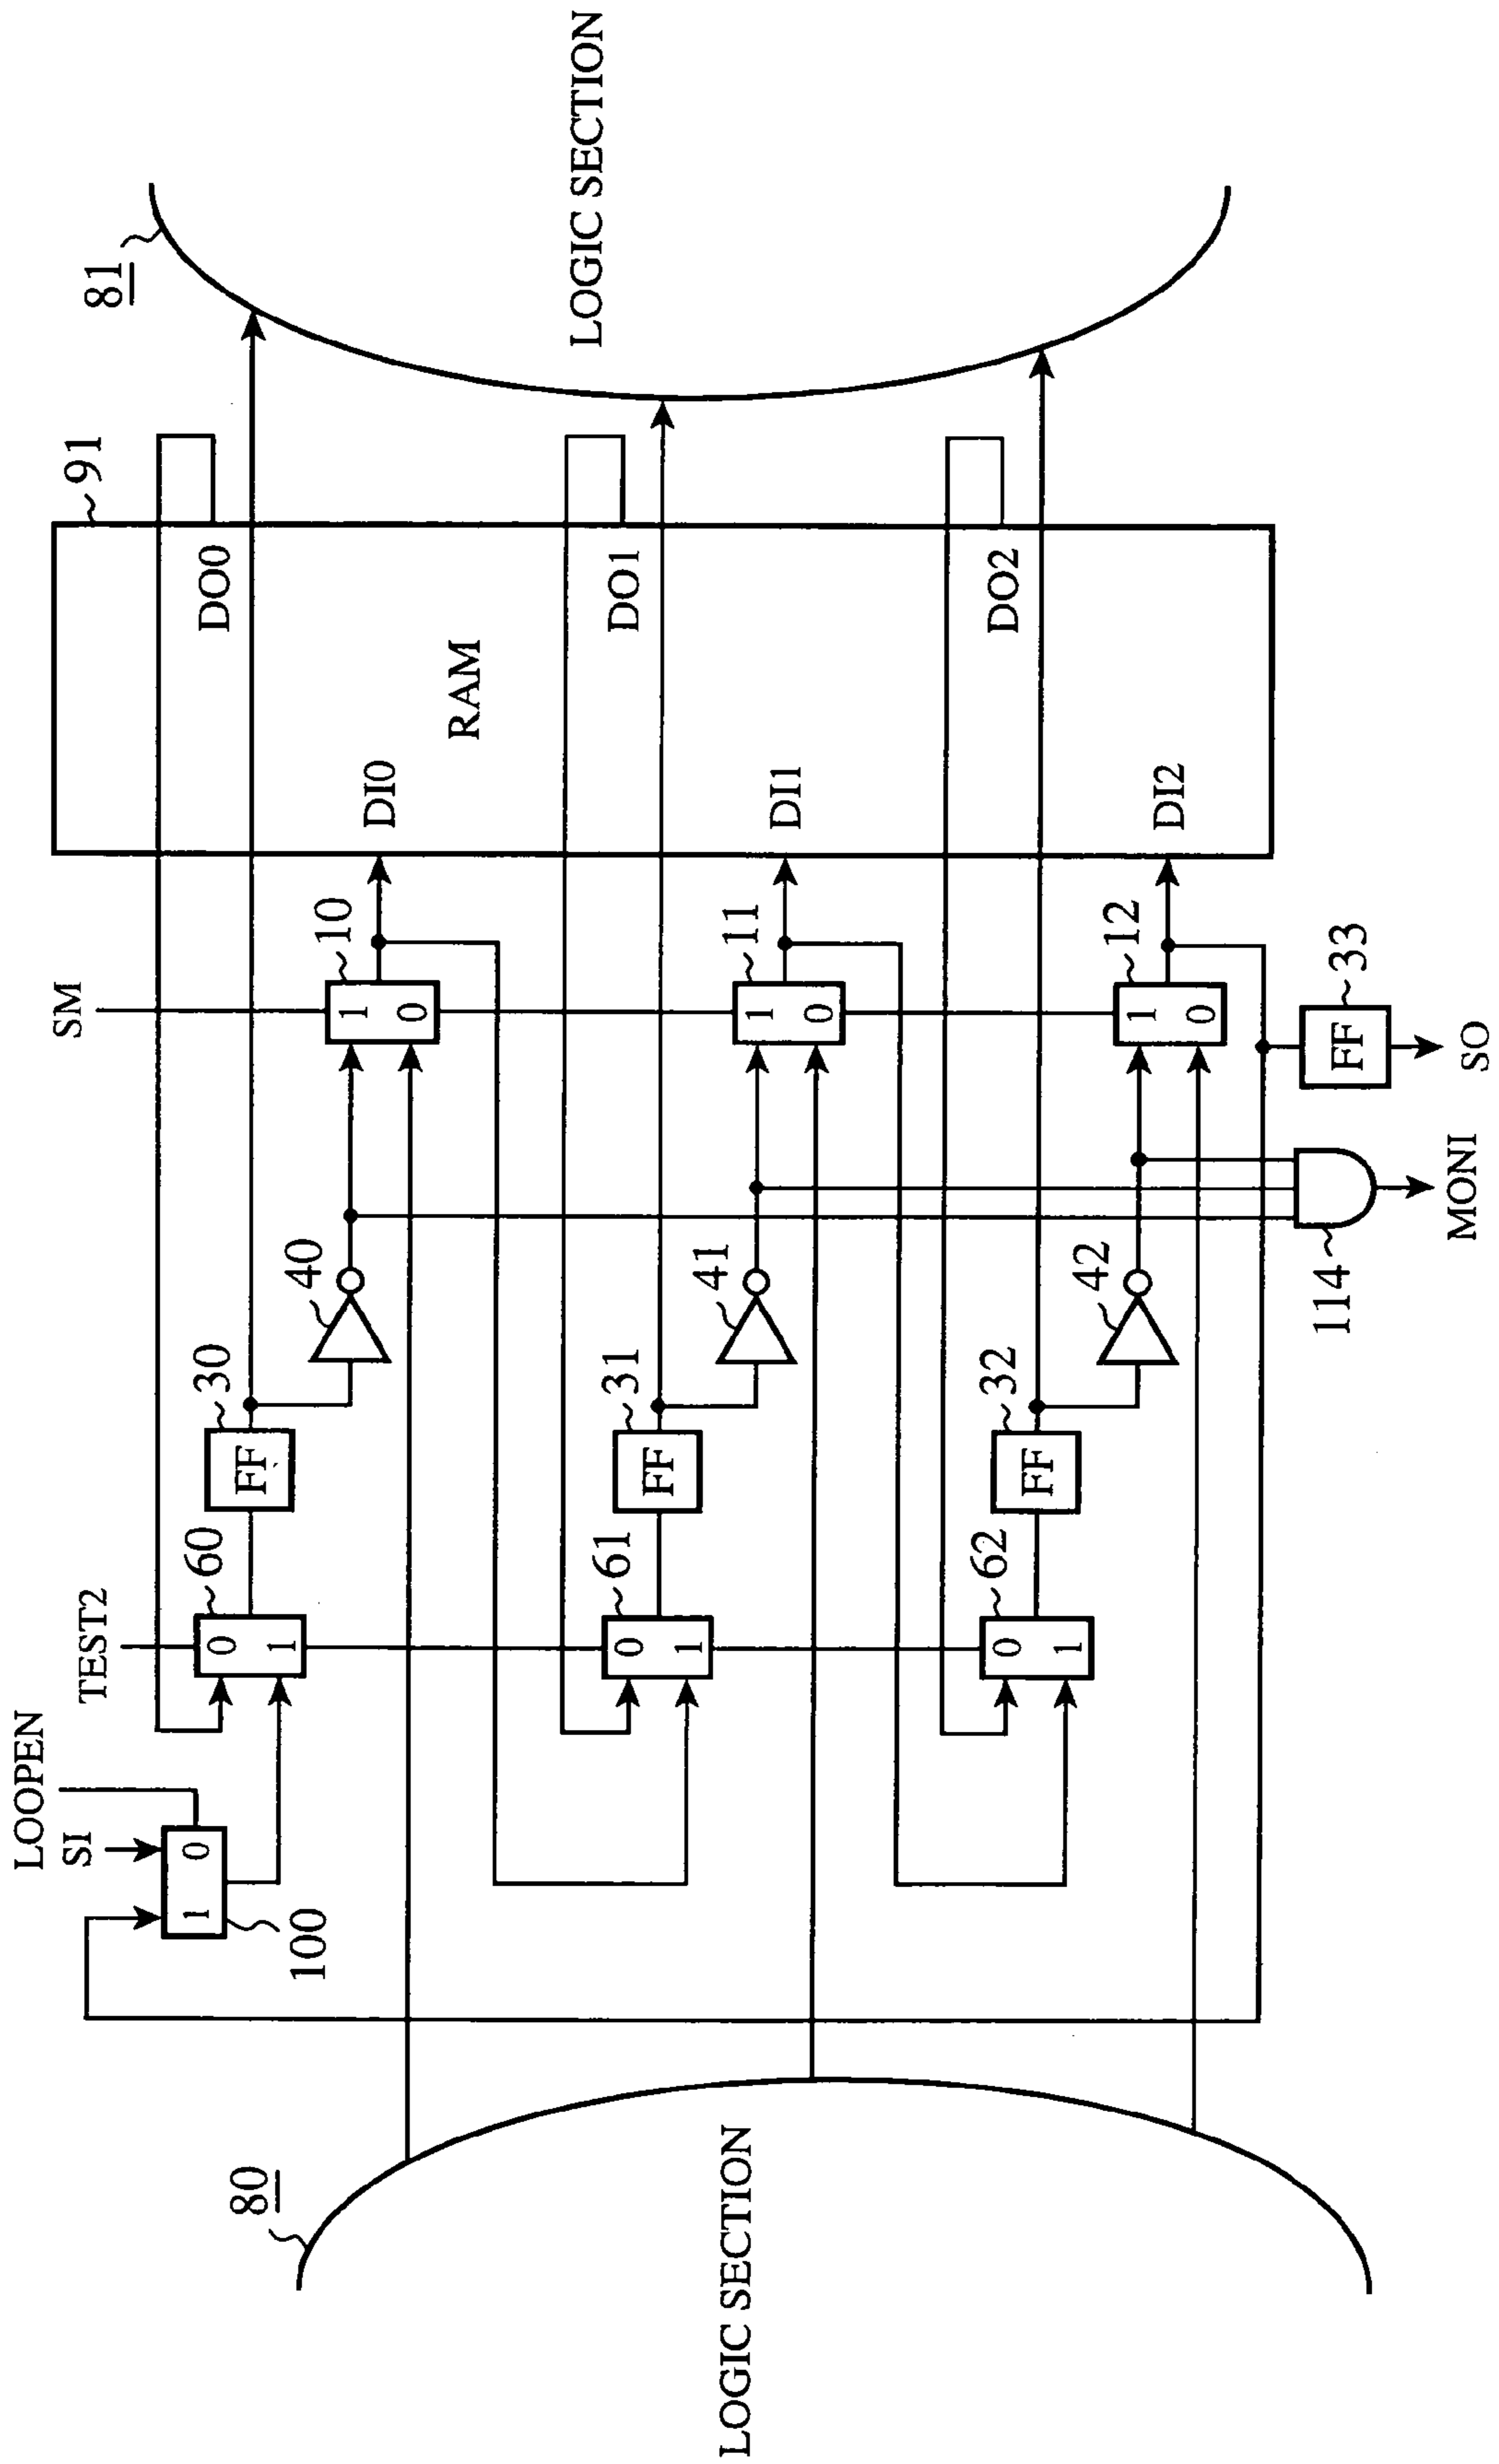 LOGIC SECTION
81
91
DO0
DO1
DO2
RAM
DI0
DI1
DI2
SM
10
1
0
11
1
0
12
1
0
FF
33
SO
MONI
114
40
41
42
30
FF
31
FF
32
FF
TEST2
60
0
1
61
0
1
62
0
1
LOOPEN
SI
0
1
100
80
LOGIC SECTION